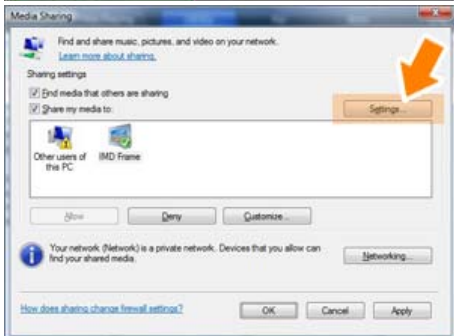 Media Sharing
Find and share music, pictures, and video on your network.
Learn more about sharing.
Sharing settings
Find media that others are sharing
Share my media to:
Settings...
Other users of
this PC
IMD Frame
Allow
Deny
Customize...
Your network (Network) is a private network. Devices that you allow can
find your shared media.
Networking...
How does sharing change firewall settings?
OK
Cancel
Apply